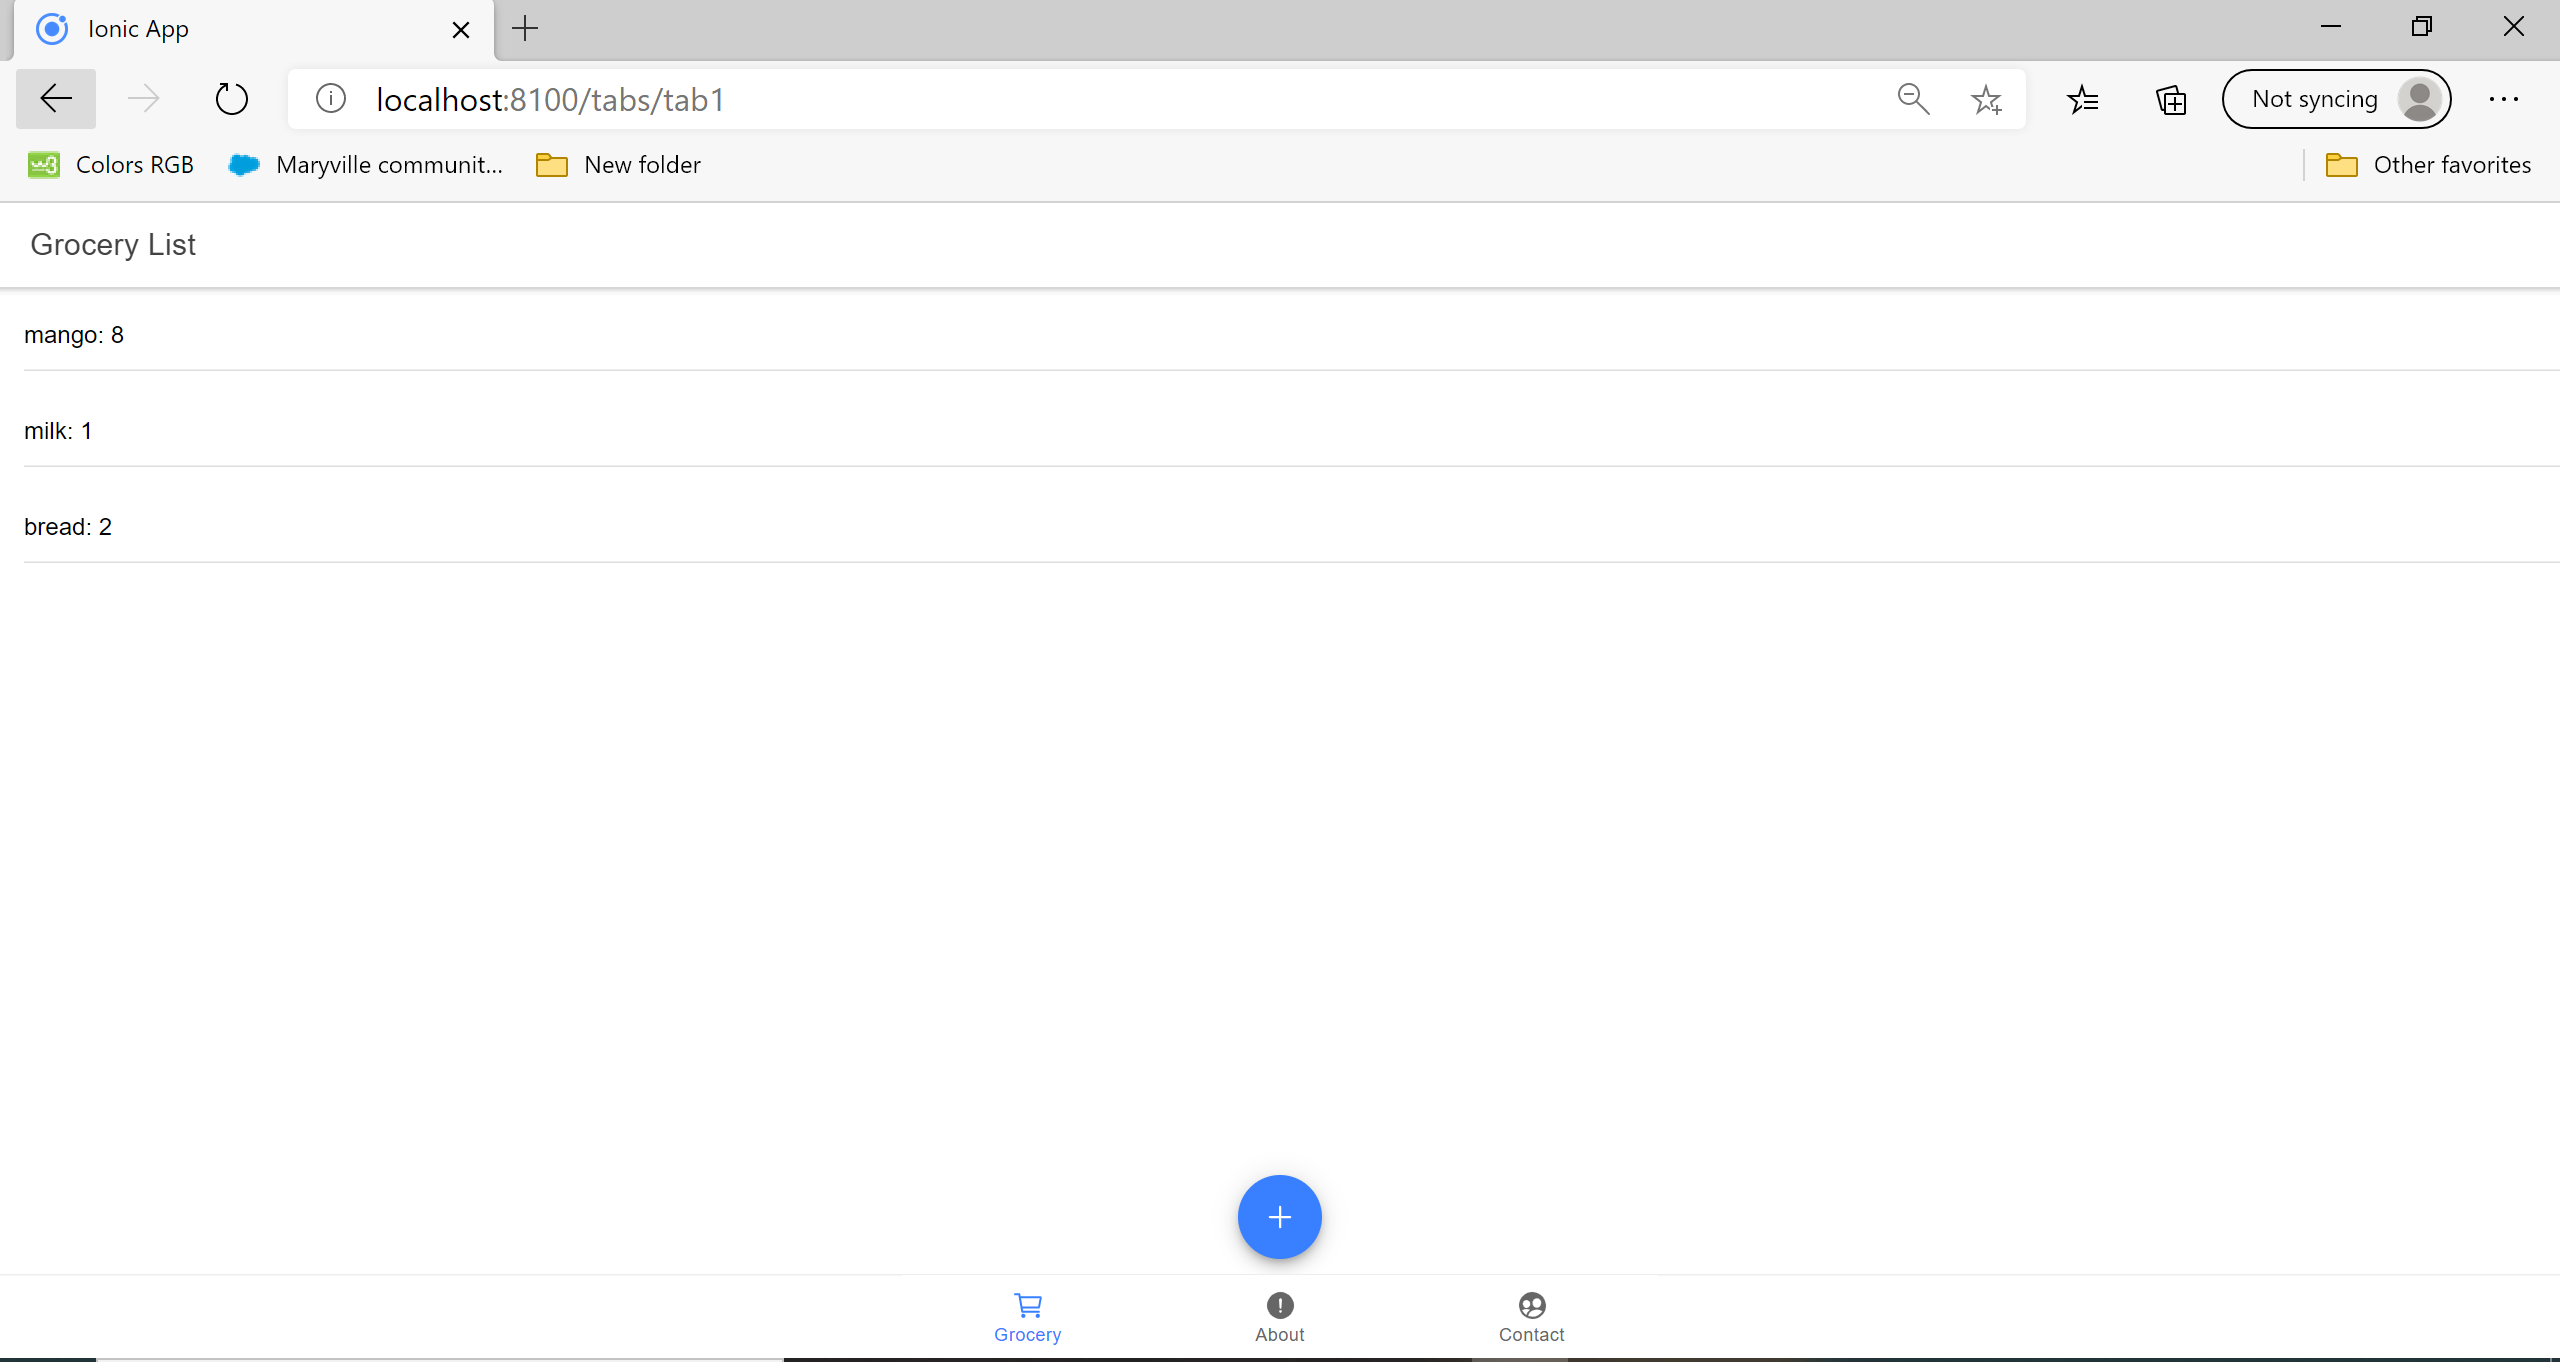 Ionic App
localhost:8100/tabs/tab1
Not syncing
Colors RGB
Maryville communit...
New folder
Other favorites
Grocery List
mango: 8
milk: 1
bread: 2
Grocery
About
Contact